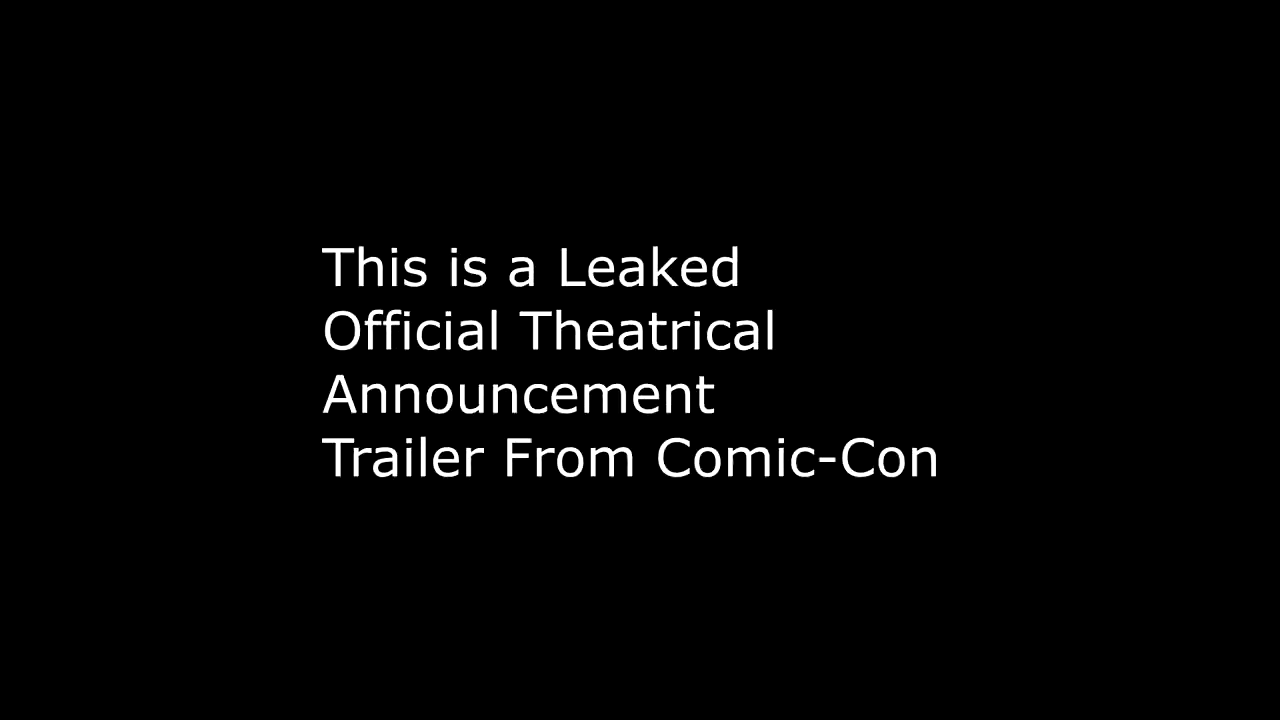 This is a Leaked
Official Theatrical
Announcement
Trailer From Comic-Con